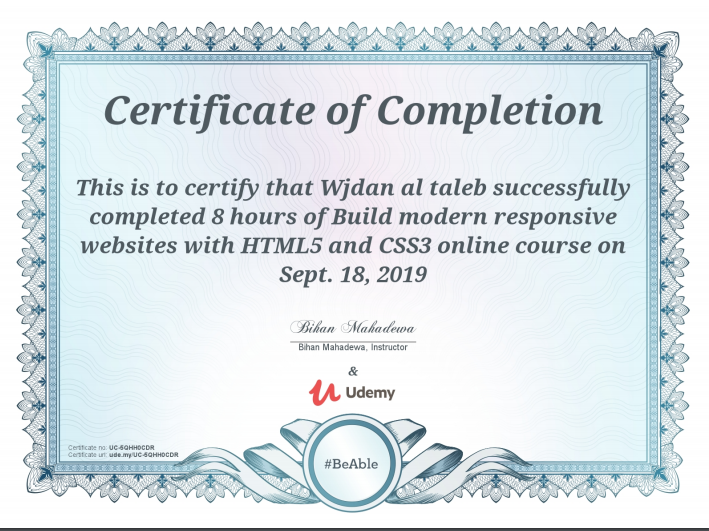 Certificate of Completion
This is to certify that Wjdan al taleb successfully
completed 8 hours of Build modern responsive
websites with HTML5 and CSS3 online course on
Sept. 18, 2019
Bihan Mahadewa
Bihan Mahadewa, Instructor
&
Udemy
Certificate no: UC-5QHH0CDR
Certificate url: ude.my/UC-5QHH0CDR
#BeAble